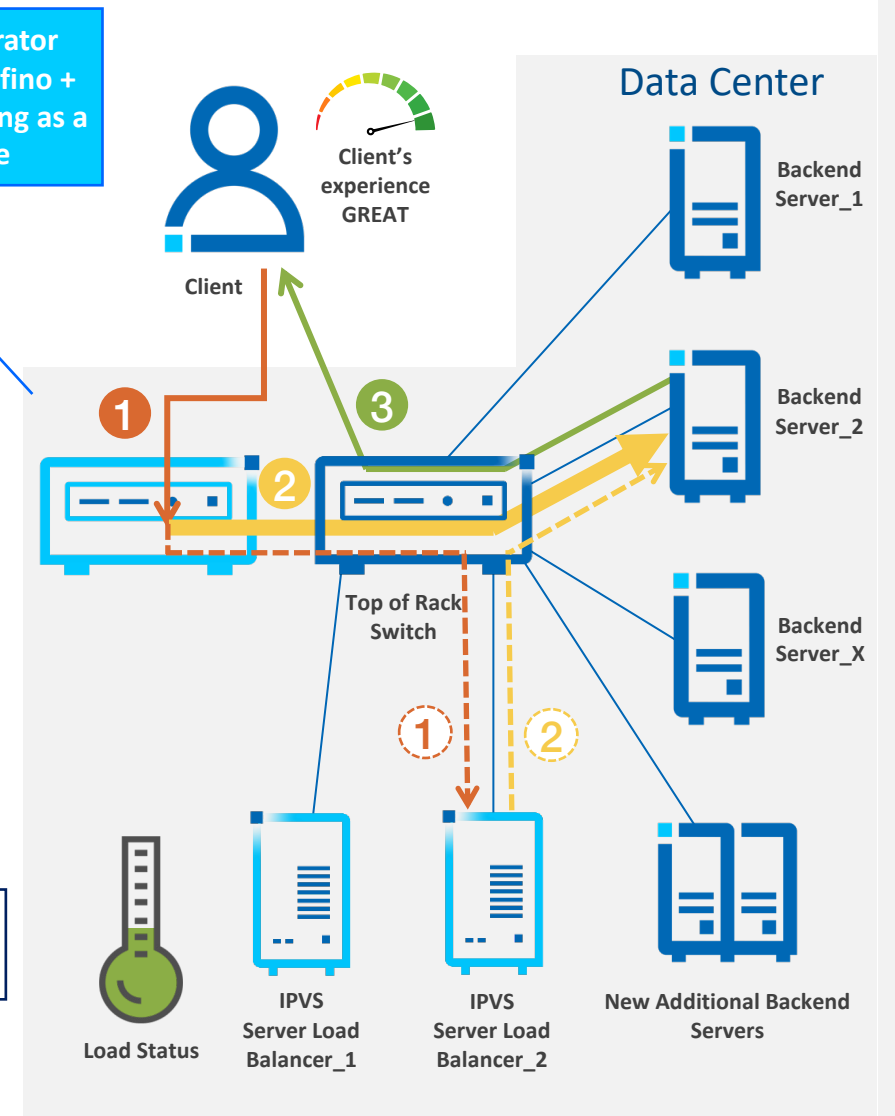 fino +
ng as a
Data Center
Client's
experience
GREAT
Client
Backend
Server_1
Backend
Server_2
Backend
Server_X
1
2
3
Top of Rack
Switch
1
2
Load Status
IPVS
Server Load
Balancer_1
IPVS
Server Load
Balancer_2
New Additional Backend
Servers